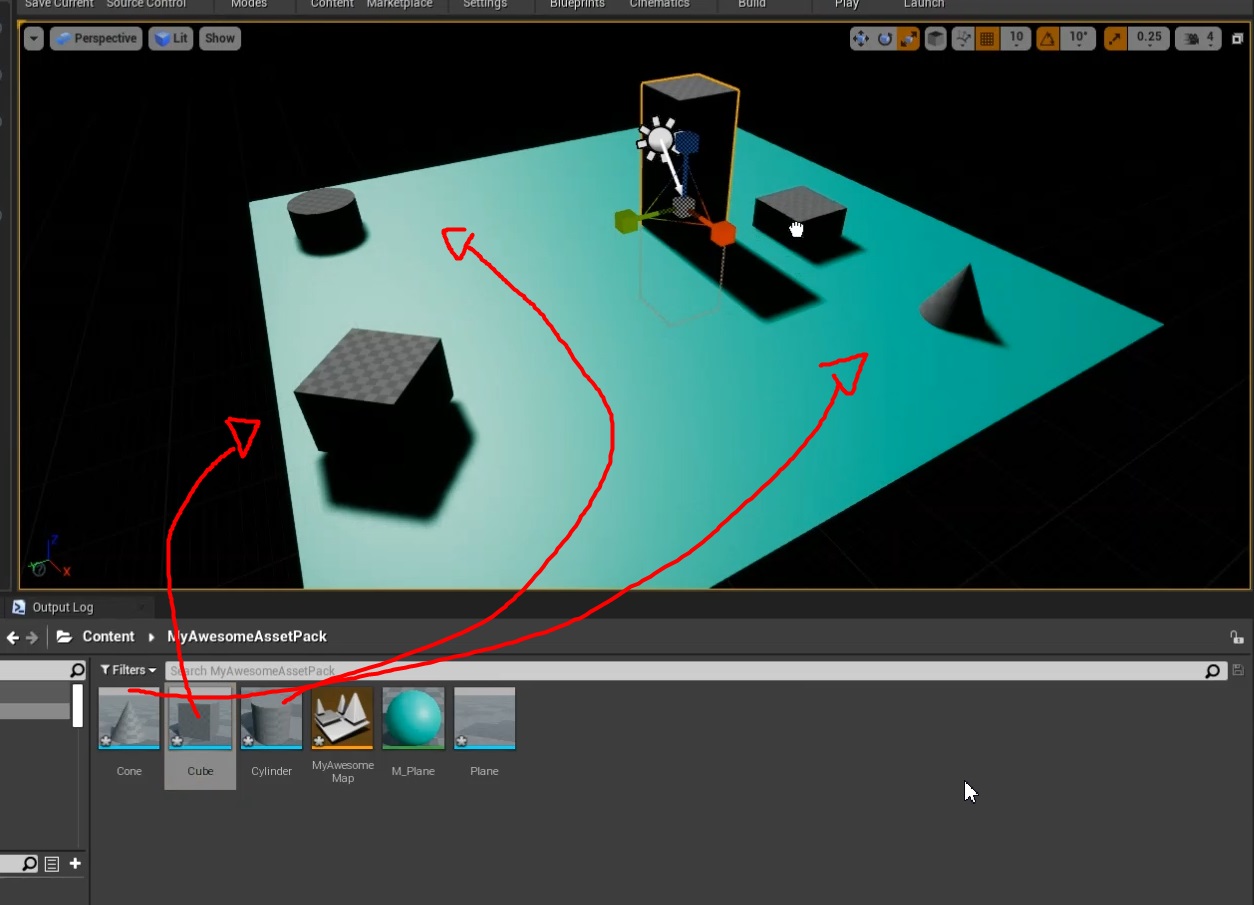 Save Current Source Control Modes Content Marketplace Settings Blueprints Cinematics Build Play Launch
Perspective Lit Show 10 10° 0.25 4
Z
Y X
Output Log
Content MyAwesomeAssetPack
Filters Search MyAwesomeAssetPack
Cone Cube Cylinder MyAwesome Map M_Plane Plane